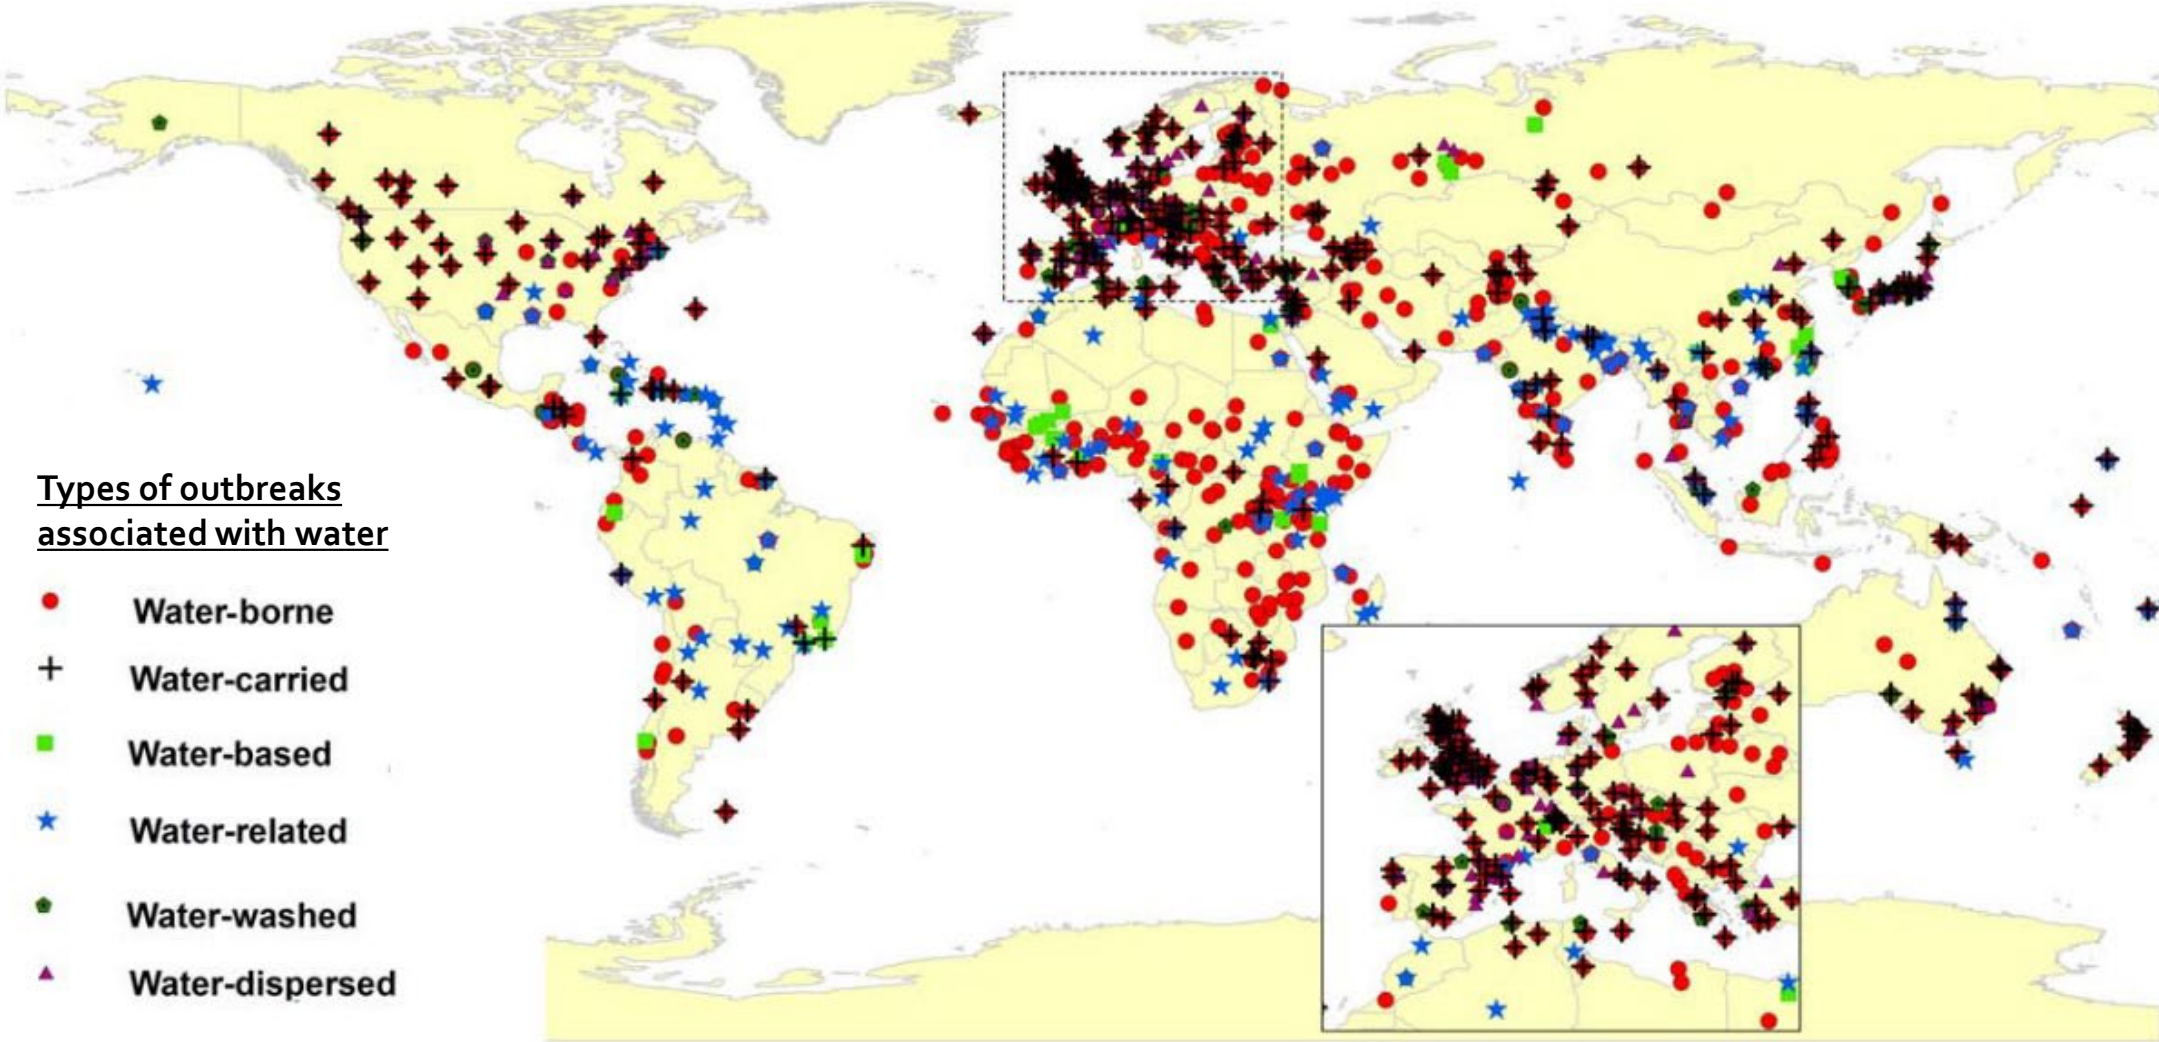 Types of outbreaks
associated with water
Water-borne
Water-carried
Water-based
Water-related
Water-washed
Water-dispersed